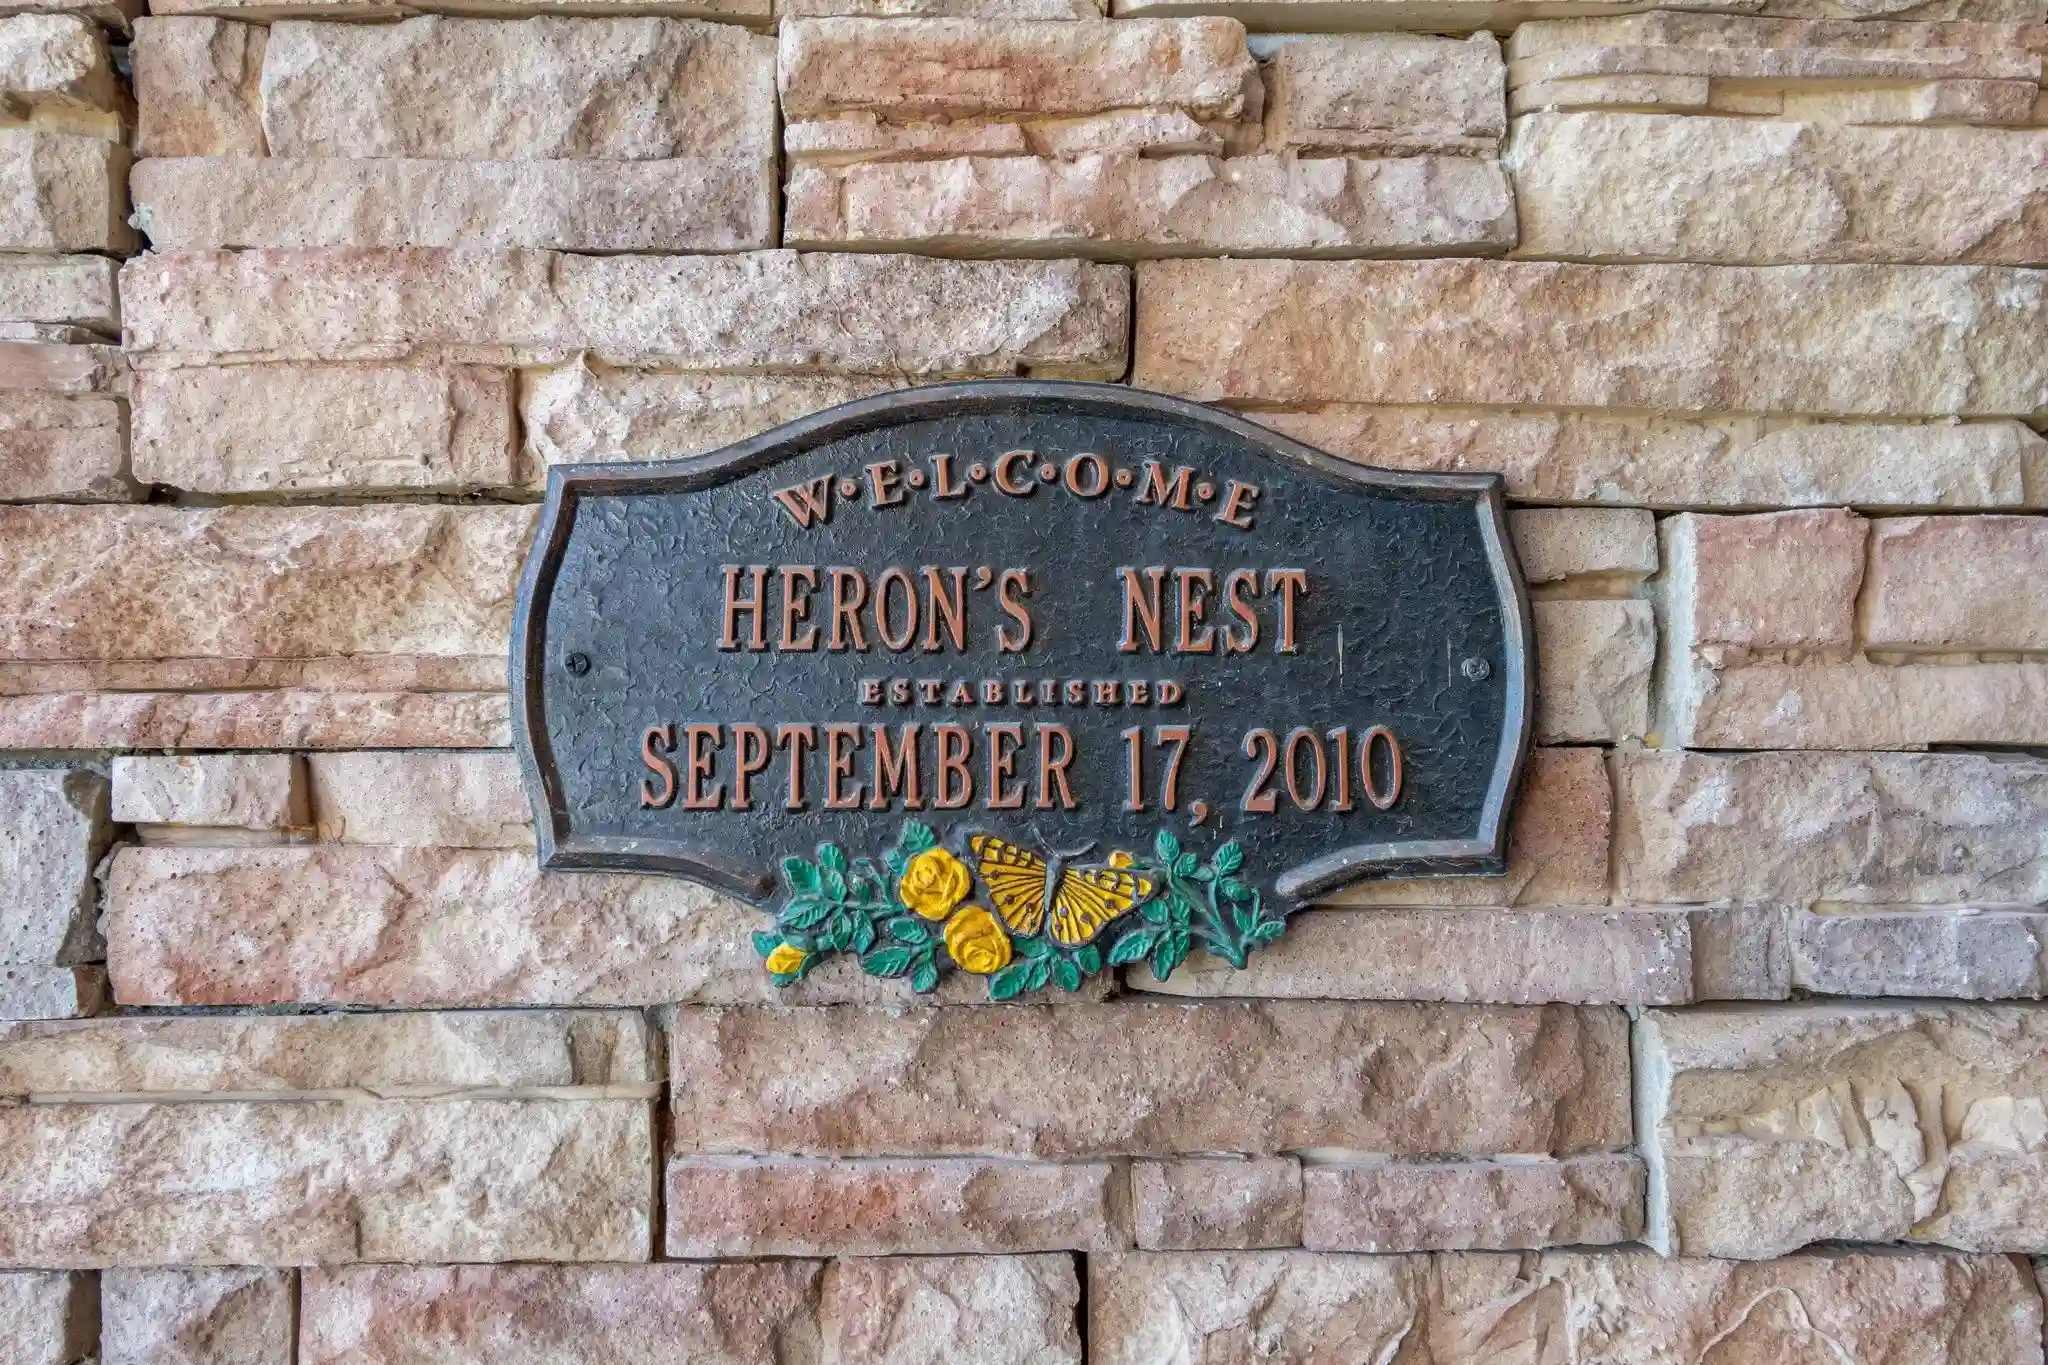 W·E·L·C·O·M·E
HERON'S NEST
ESTABLISHED
SEPTEMBER 17, 2010